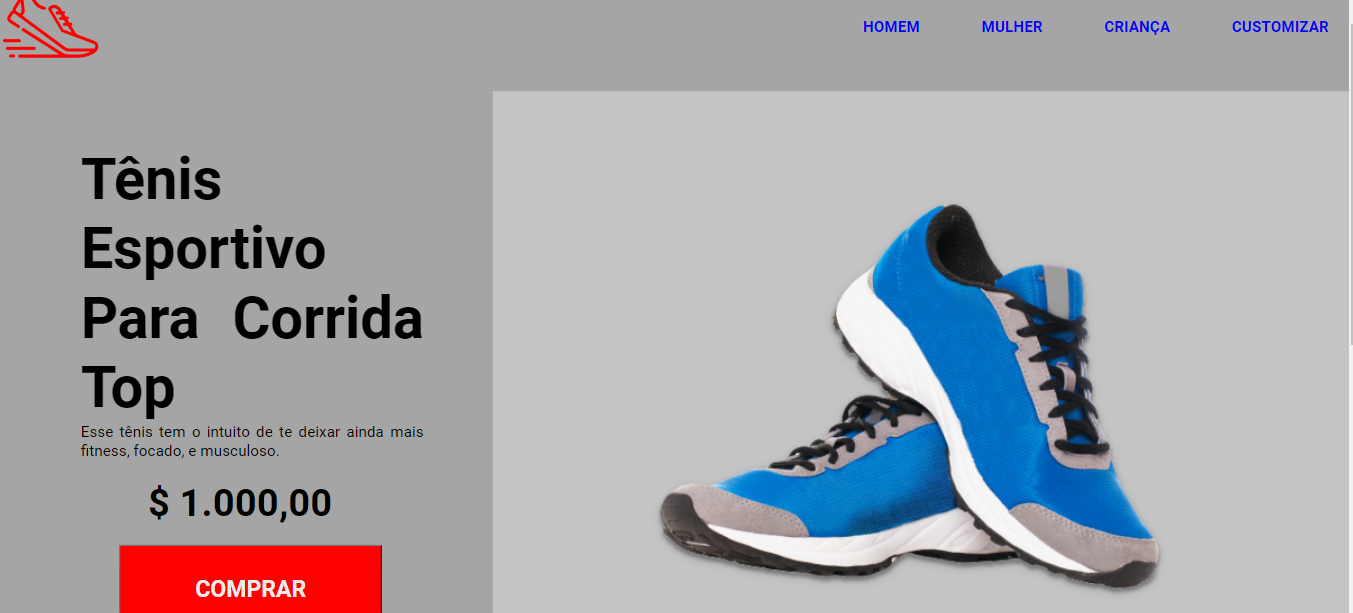 HOMEM MULHER CRIANÇA CUSTOMIZAR
Tênis
Esportivo
Para Corrida
Top
Esse tênis tem o intuito de te deixar ainda mais
fitness, focado, e musculoso.
$ 1.000,00
COMPRAR